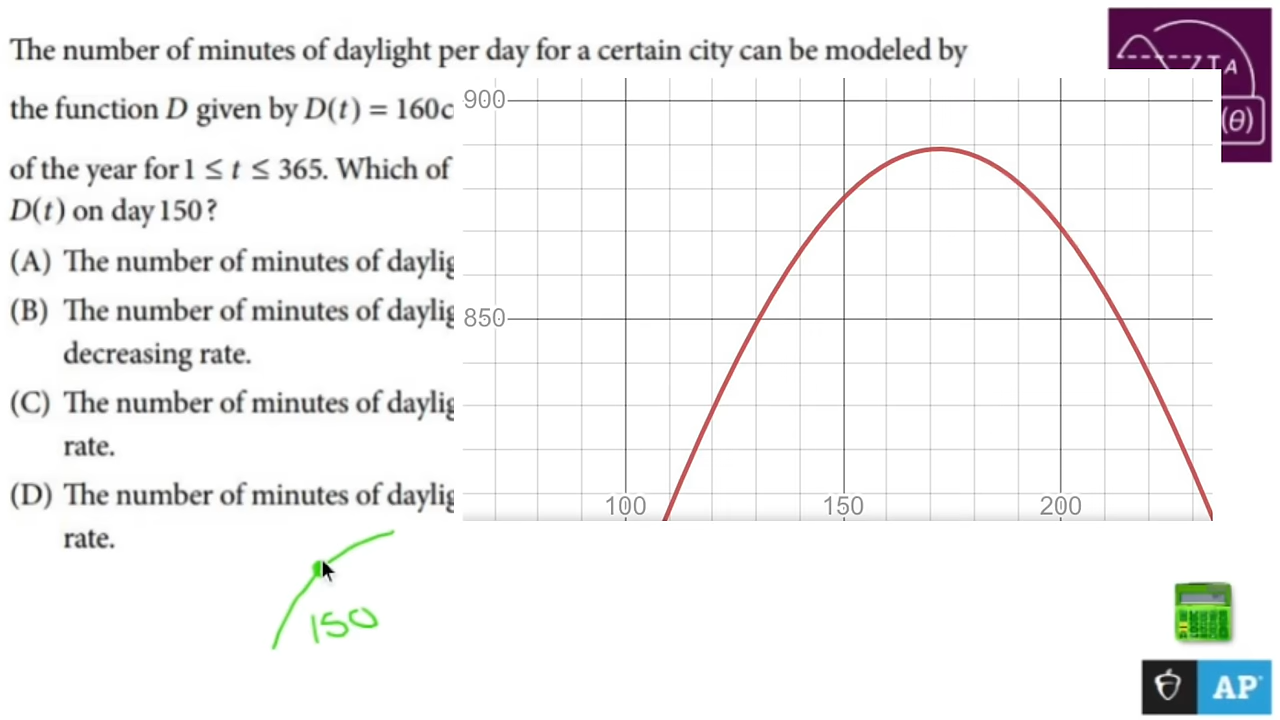 The number of minutes of daylight per day for a certain city can be modeled by
the function D given by D(t) = 160c
of the year for 1 ≤ t ≤ 365. Which of
D(t) on day 150?
(A) The number of minutes of daylig
(B) The number of minutes of daylig
decreasing rate.
(C) The number of minutes of daylig
rate.
(D) The number of minutes of daylig
rate.
900
850
100 150 200
150
(θ)
AP